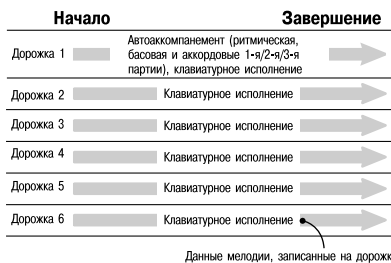 Начало Завершение
Дорожка 1
Автоаккомпанемент (ритмическая,
басовая и аккордовые 1-я/2-я/3-я
партии), клавиатурное исполнение
Дорожка 2 Клавиатурное исполнение
Дорожка 3 Клавиатурное исполнение
Дорожка 4 Клавиатурное исполнение
Дорожка 5 Клавиатурное исполнение
Дорожка 6 Клавиатурное исполнение
Данные мелодии, записанные на дорожк